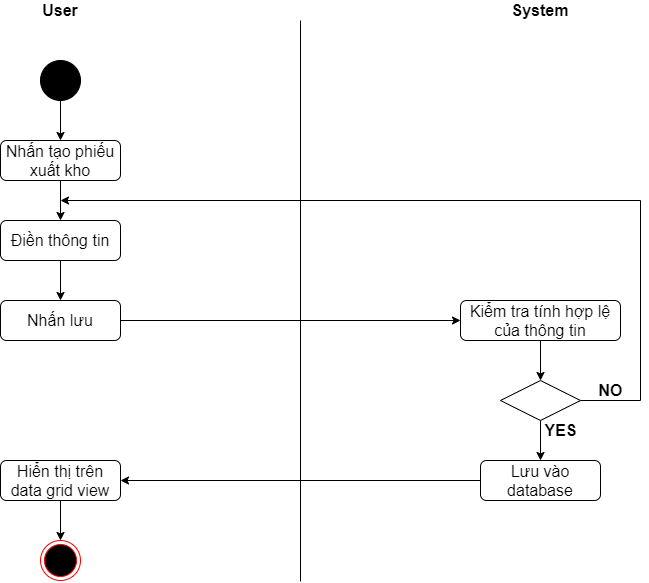 User
System
Nhấn tạo phiếu
xuất kho
Điền thông tin
Nhấn lưu
Kiểm tra tính hợp lệ
của thông tin
NO
YES
Hiển thị trên
data grid view
Lưu vào
database